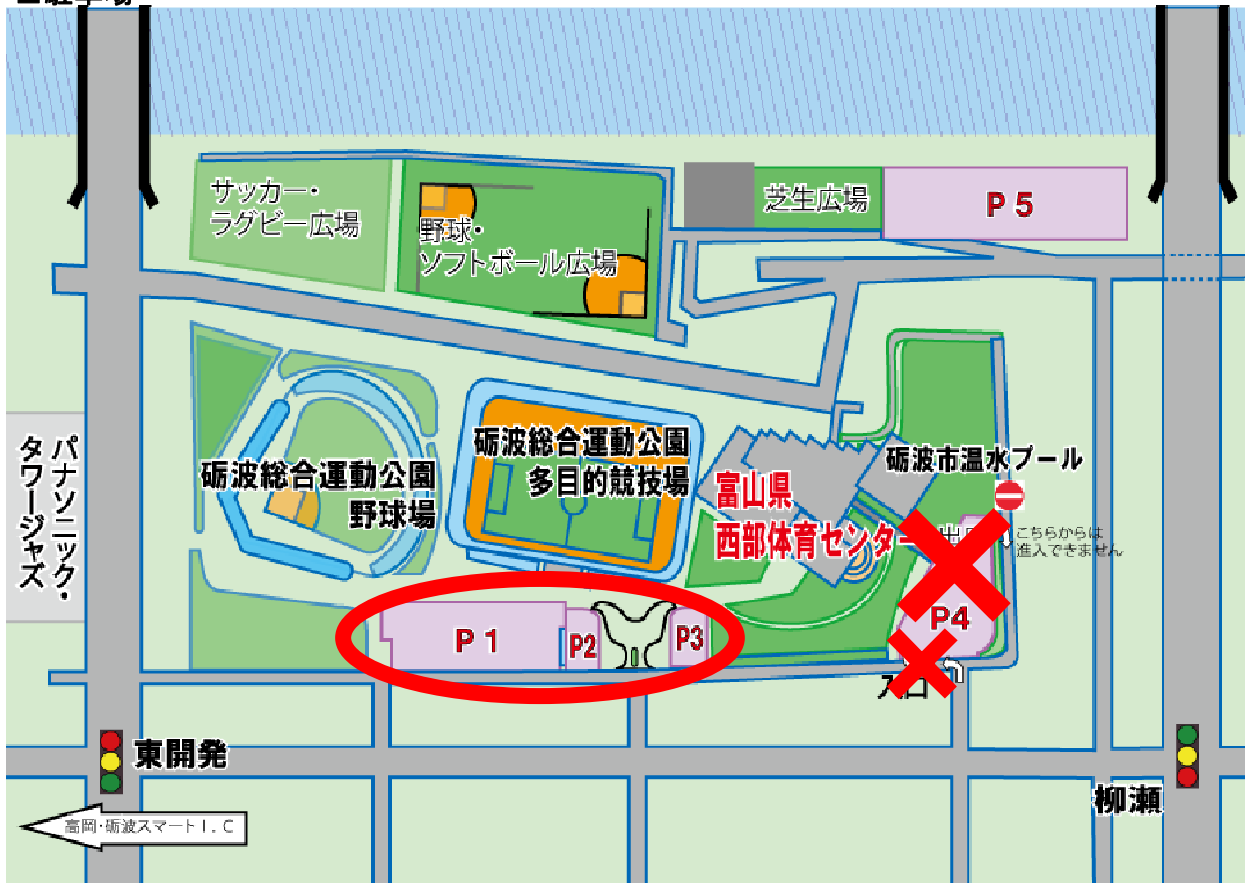 サッカー・
ラグビー広場
野球・
ソフトボール広場
芝生広場
P 5
パナソニック・
タワージャズ
砺波総合運動公園
野球場
砺波総合運動公園
多目的競技場
富山県
西部体育センター
砺波市温水プール
こちらからは
進入できません
P 1
P2
P3
P4
入口
東開発
柳瀬
高岡・砺波スマートI.C